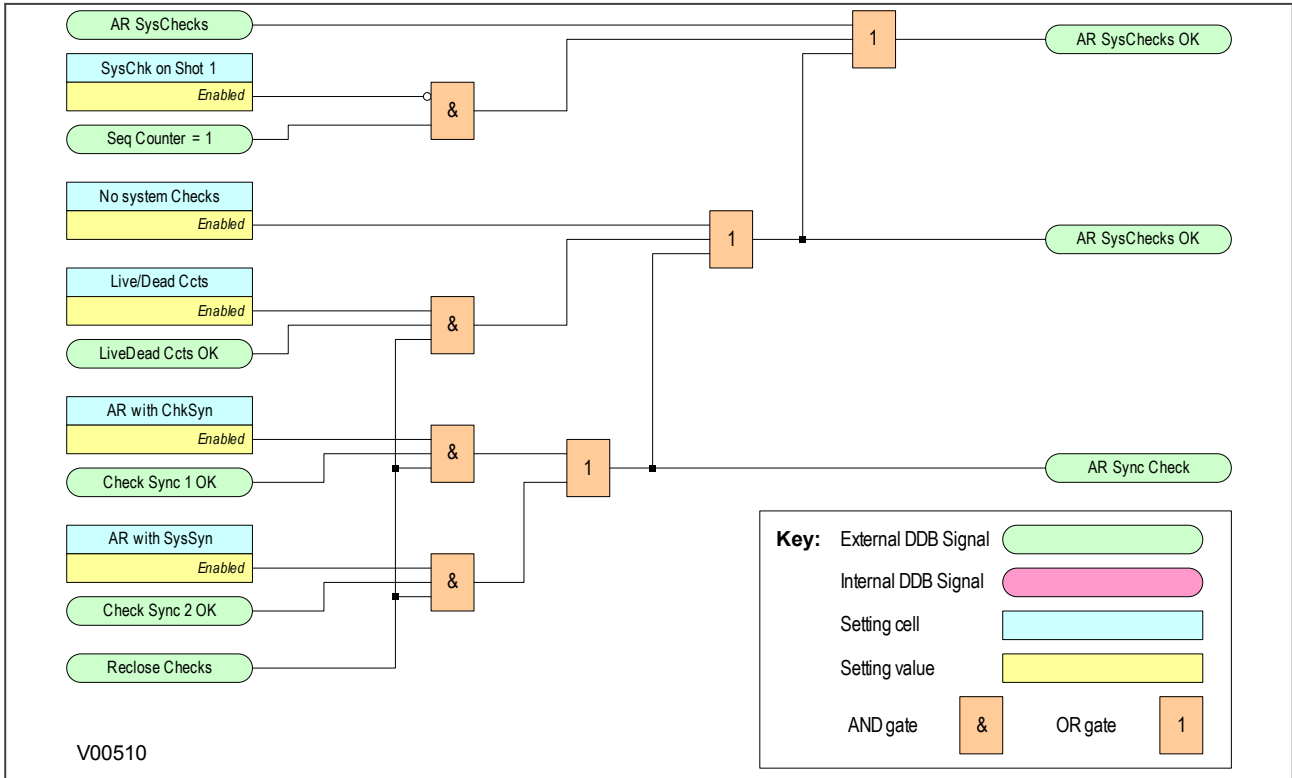 AR SysChecks
SysChk on Shot 1
Enabled
Seq Counter = 1
No system Checks
Enabled
Live/Dead Ccts
Enabled
LiveDead Ccts OK
AR with ChkSyn
Enabled
Check Sync 1 OK
AR with SysSyn
Enabled
Check Sync 2 OK
Reclose Checks
&
&
&
&
1
1
1
AR SysChecks OK
AR SysChecks OK
AR Sync Check
Key: External DDB Signal
Internal DDB Signal
Setting cell
Setting value
AND gate & OR gate 1
V00510